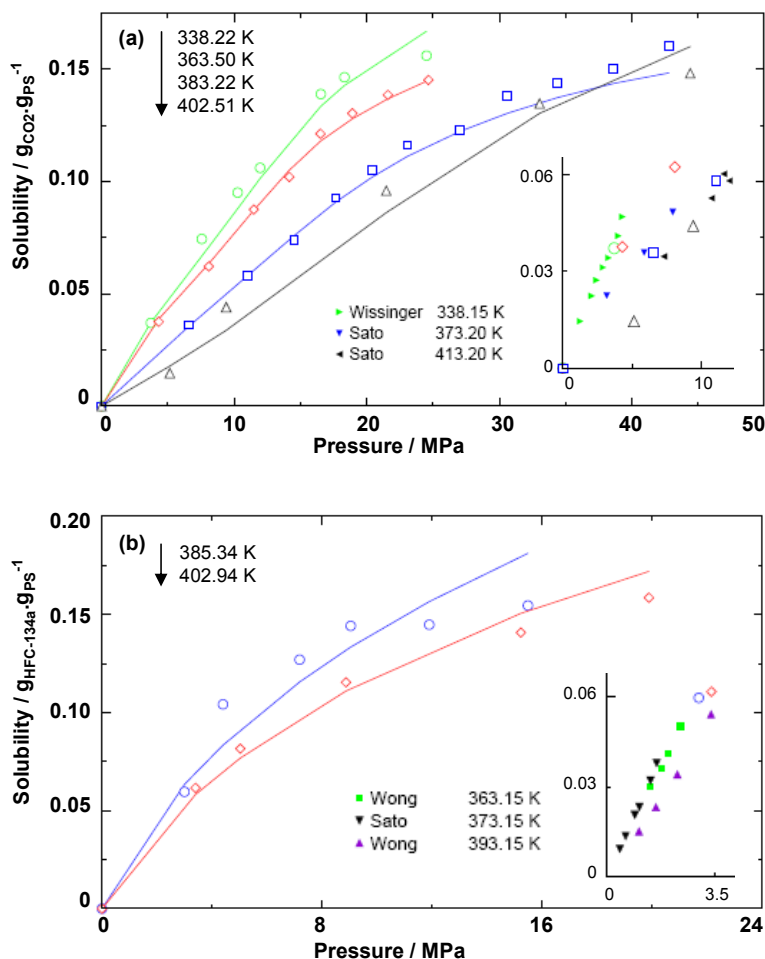 (a)
338.22 K
363.50 K
383.22 K
402.51 K
0.15
0.10
0.05
0
Solubility / gCO2·gPS-1
0.06
0.03
0
0 10
Wissinger 338.15 K
Sato 373.20 K
Sato 413.20 K
0 10 20 30 40 50
Pressure / MPa
(b)
385.34 K
402.94 K
0.20
0.15
0.10
0.05
0
Solubility / gHFC-134a·gPS-1
0.06
0.03
0
0 3.5
Wong 363.15 K
Sato 373.15 K
Wong 393.15 K
0 8 16 24
Pressure / MPa